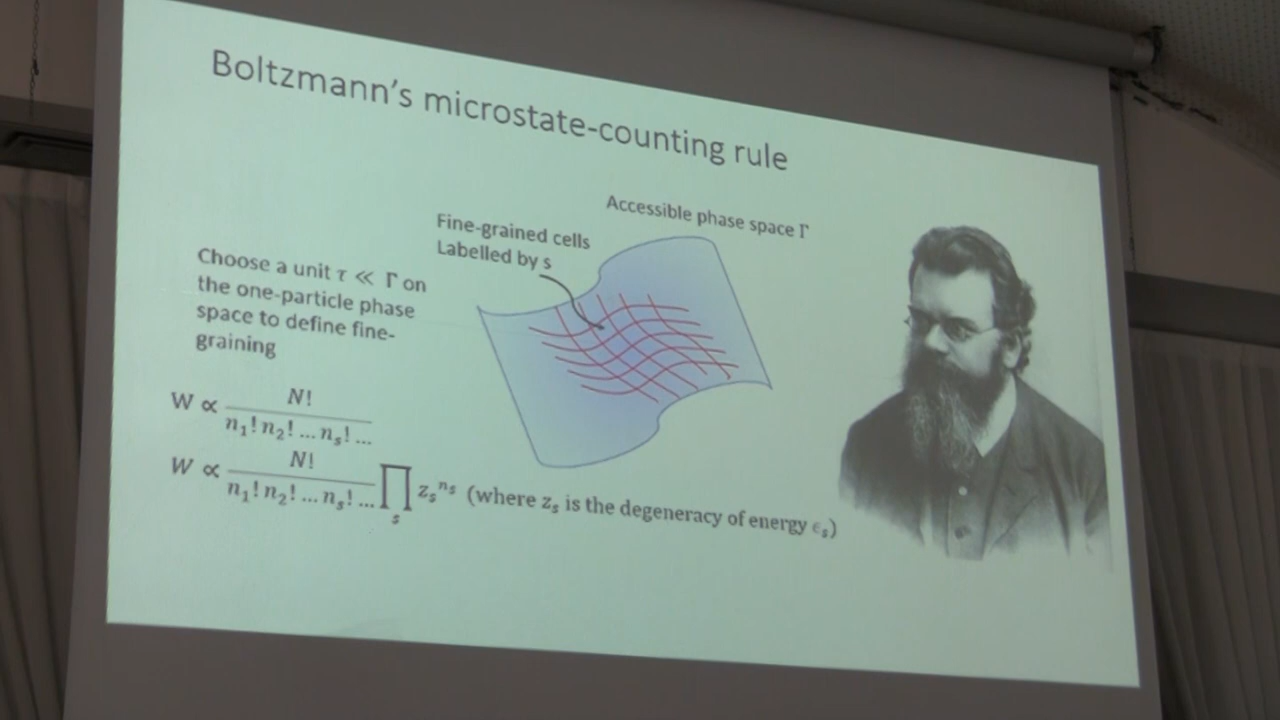 Boltzmann's microstate-counting rule
Accessible phase space Γ
Fine-grained cells
Labelled by s
Choose a unit τ ≪ Γ on
the one-particle phase
space to define fine-
graining
W ∝ N! / n₁! n₂! … nₛ! …
W ∝ N! / n₁! n₂! … nₛ! … ∏ₛ zₛⁿˢ (where zₛ is the degeneracy of energy ϵₛ)